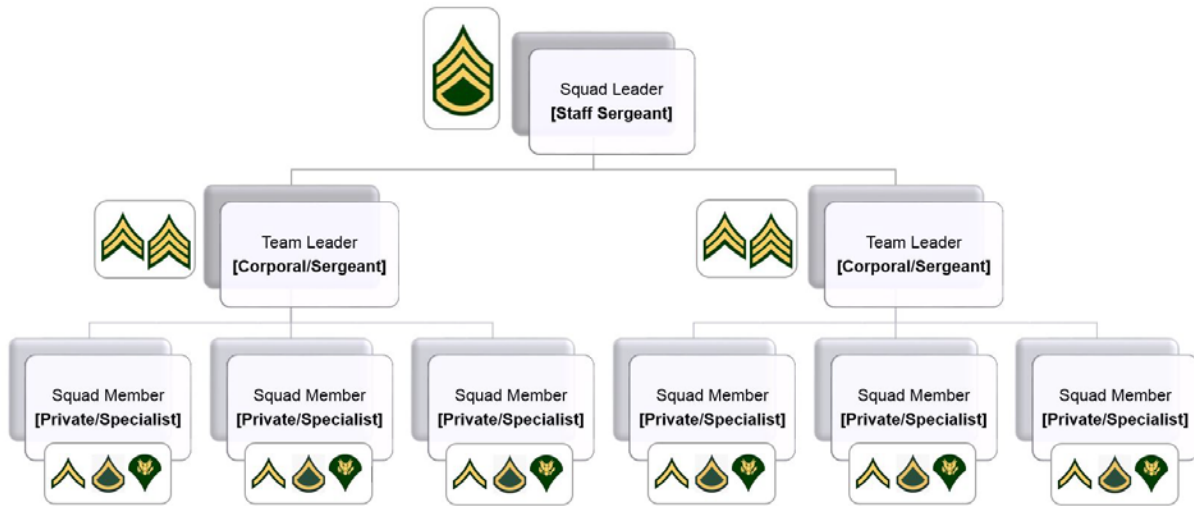 Squad Leader
[Staff Sergeant]
Team Leader
[Corporal/Sergeant]
Team Leader
[Corporal/Sergeant]
Squad Member
[Private/Specialist]
Squad Member
[Private/Specialist]
Squad Member
[Private/Specialist]
Squad Member
[Private/Specialist]
Squad Member
[Private/Specialist]
Squad Member
[Private/Specialist]